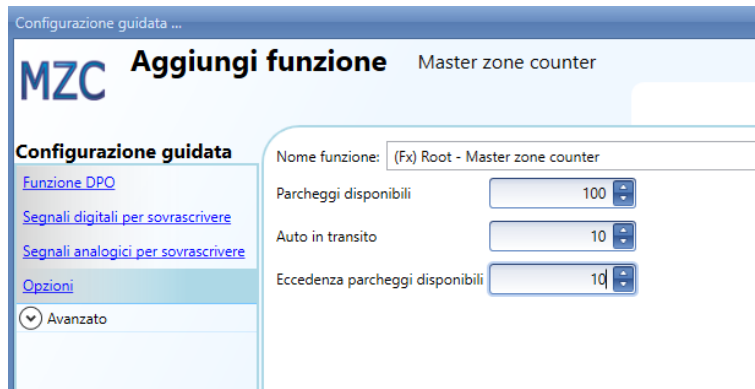 Configurazione guidata ...
MZC Aggiungi funzione Master zone counter
Configurazione guidata
Funzione DPO
Segnali digitali per sovrascrivere
Segnali analogici per sovrascrivere
Opzioni
Avanzato
Nome funzione: (Fx) Root - Master zone counter
Parcheggi disponibili 100
Auto in transito 10
Eccedenza parcheggi disponibili 10